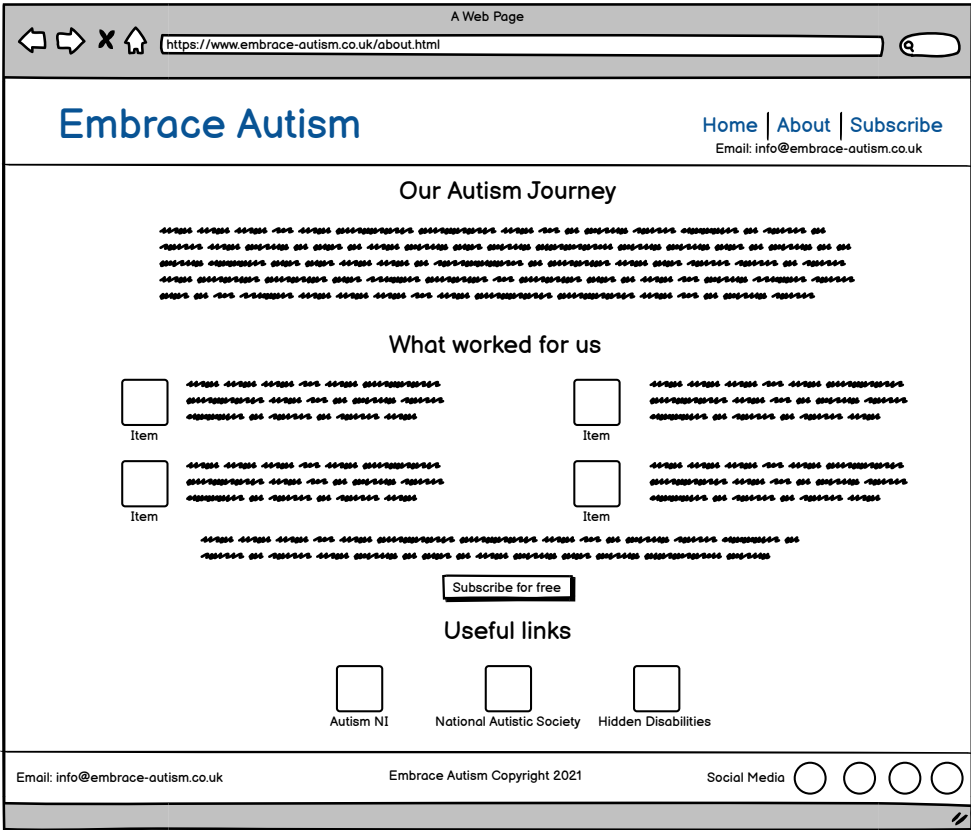 A Web Page
https://www.embrace-autism.co.uk/about.html
Embrace Autism
Home | About | Subscribe
Email: info@embrace-autism.co.uk
Our Autism Journey
What worked for us
Item
Item
Item
Item
Subscribe for free
Useful links
Autism NI
National Autistic Society
Hidden Disabilities
Email: info@embrace-autism.co.uk
Embrace Autism Copyright 2021
Social Media